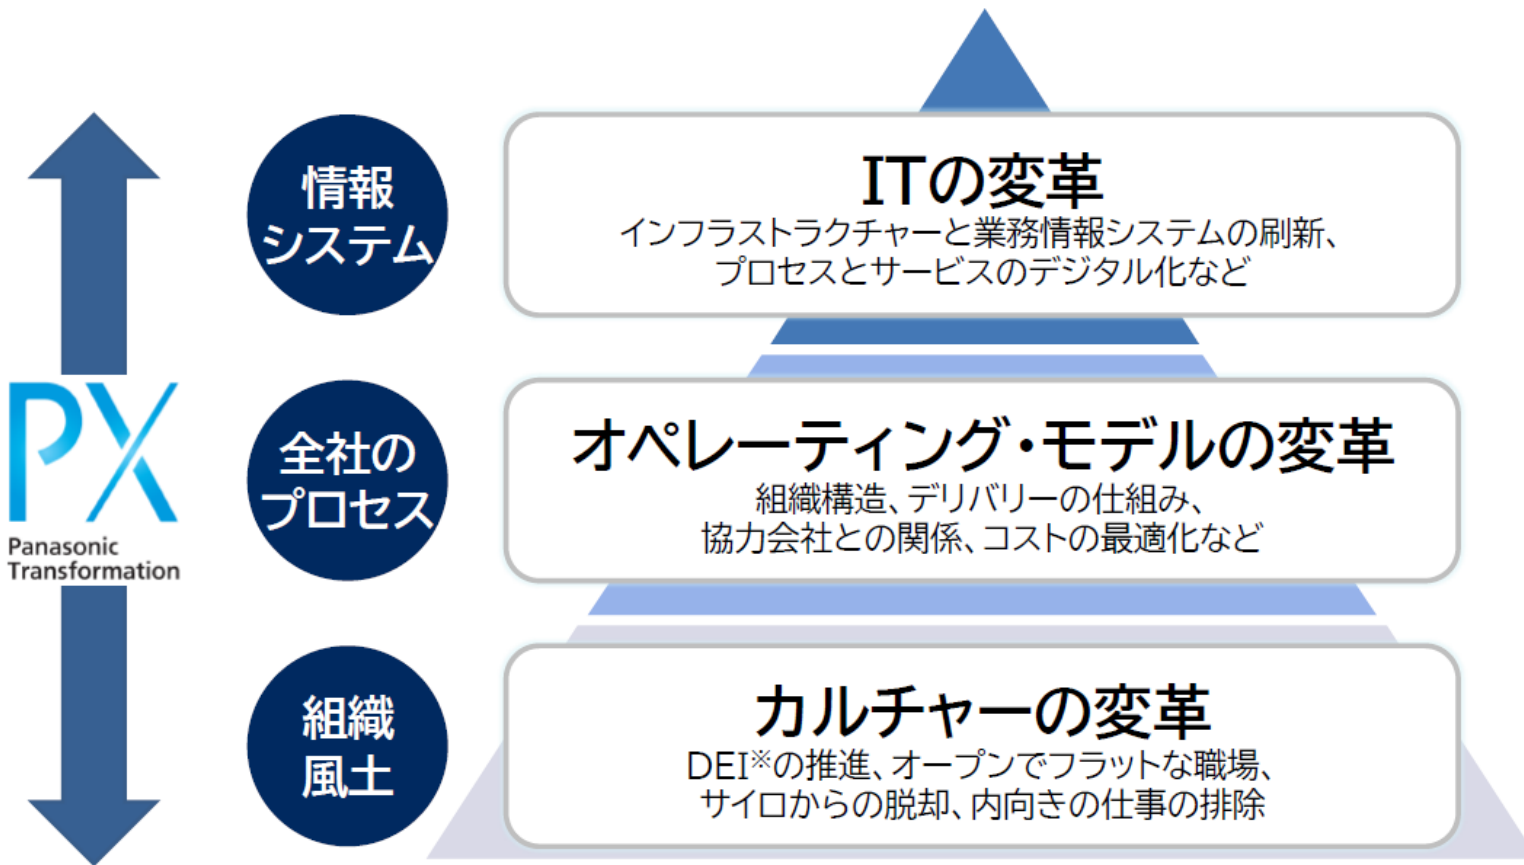 情報
システム
ITの変革
インフラストラクチャーと業務情報システムの刷新、
プロセスとサービスのデジタル化など
PX
Panasonic
Transformation
全社の
プロセス
オペレーティング・モデルの変革
組織構造、デリバリーの仕組み、
協力会社との関係、コストの最適化など
組織
風土
カルチャーの変革
DEI※の推進、オープンでフラットな職場、
サイロからの脱却、内向きの仕事の排除